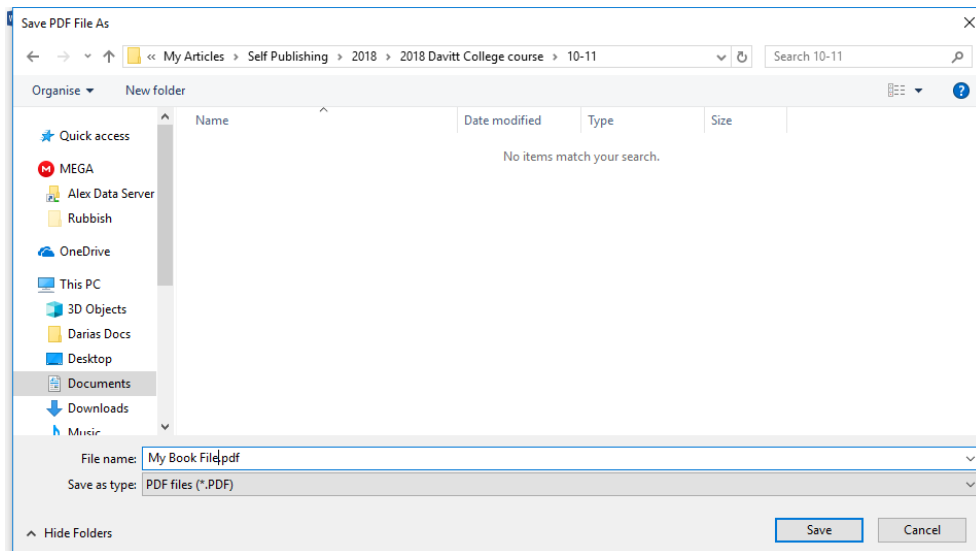 Save PDF File As
« My Articles > Self Publishing > 2018 > 2018 Davitt College course > 10-11
Search 10-11
Organise
New folder
Name
Date modified
Type
Size
No items match your search.
Quick access
MEGA
Alex Data Server
Rubbish
OneDrive
This PC
3D Objects
Darias Docs
Desktop
Documents
Downloads
Music
File name: My Book File.pdf
Save as type: PDF files (*.PDF)
Hide Folders
Save
Cancel